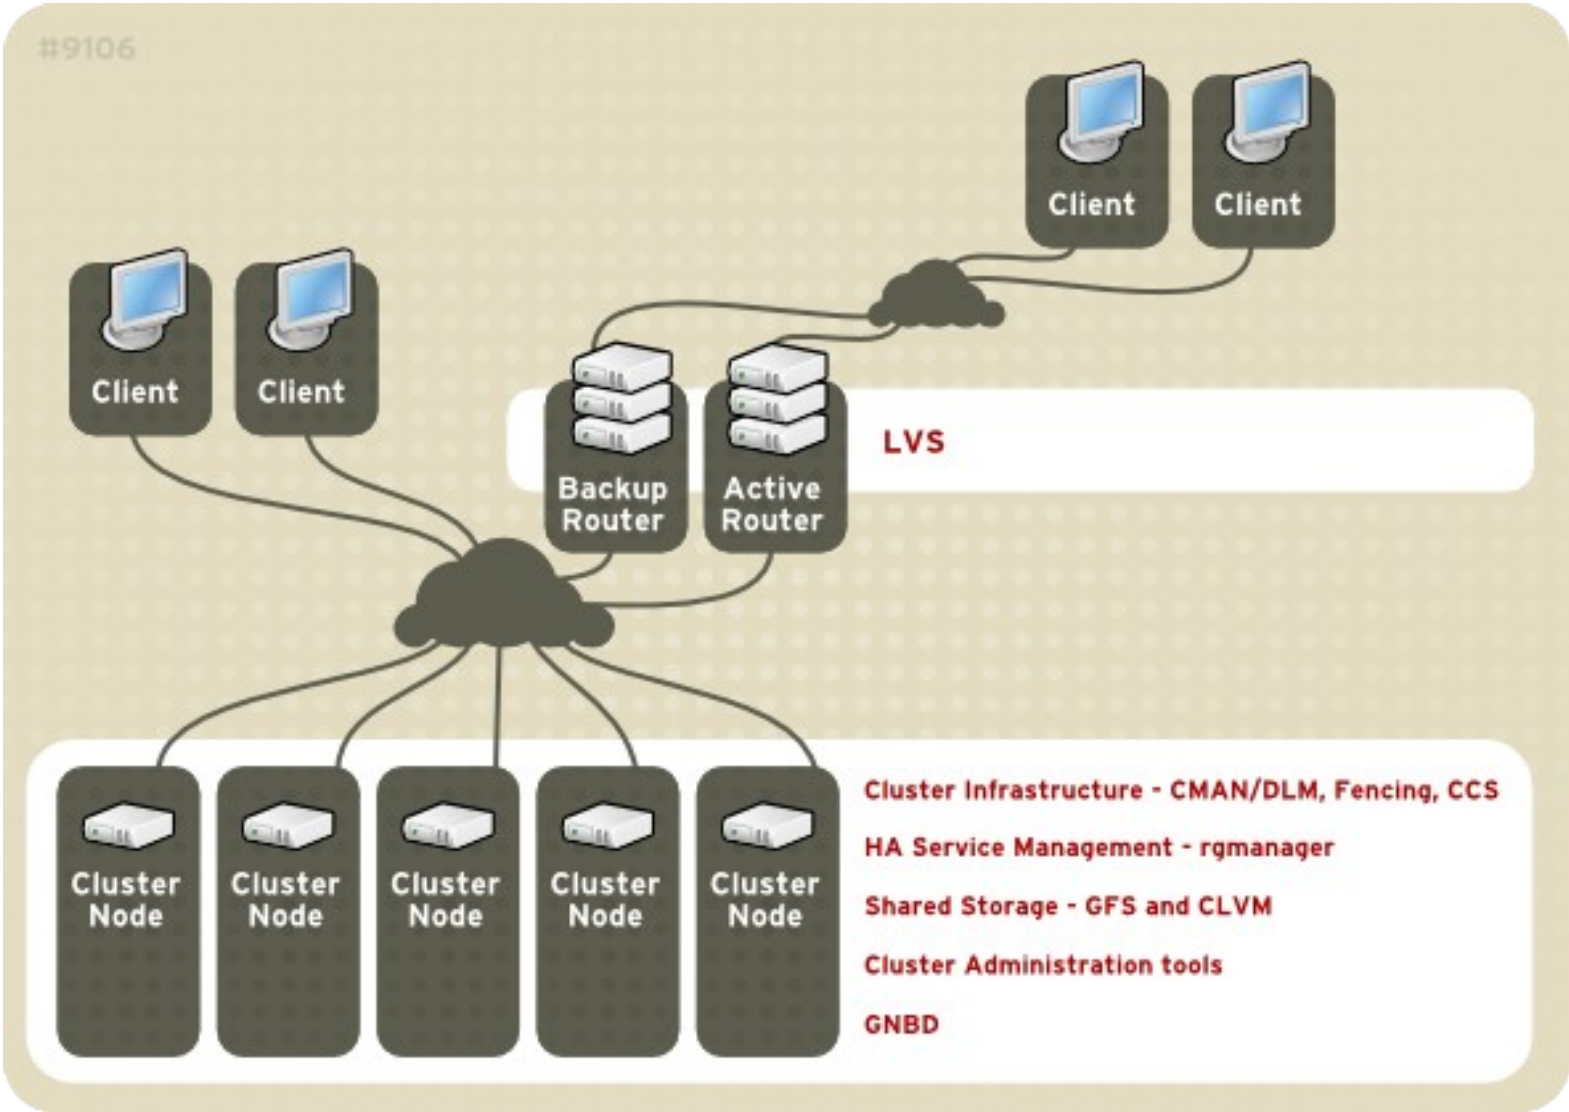 #9106
Client
Client
Client
Client
Backup
Router
Active
Router
LVS
Cluster
Node
Cluster
Node
Cluster
Node
Cluster
Node
Cluster
Node
Cluster Infrastructure - CMAN/DLM, Fencing, CCS
HA Service Management - rgmanager
Shared Storage - GFS and CLVM
Cluster Administration tools
GNBD